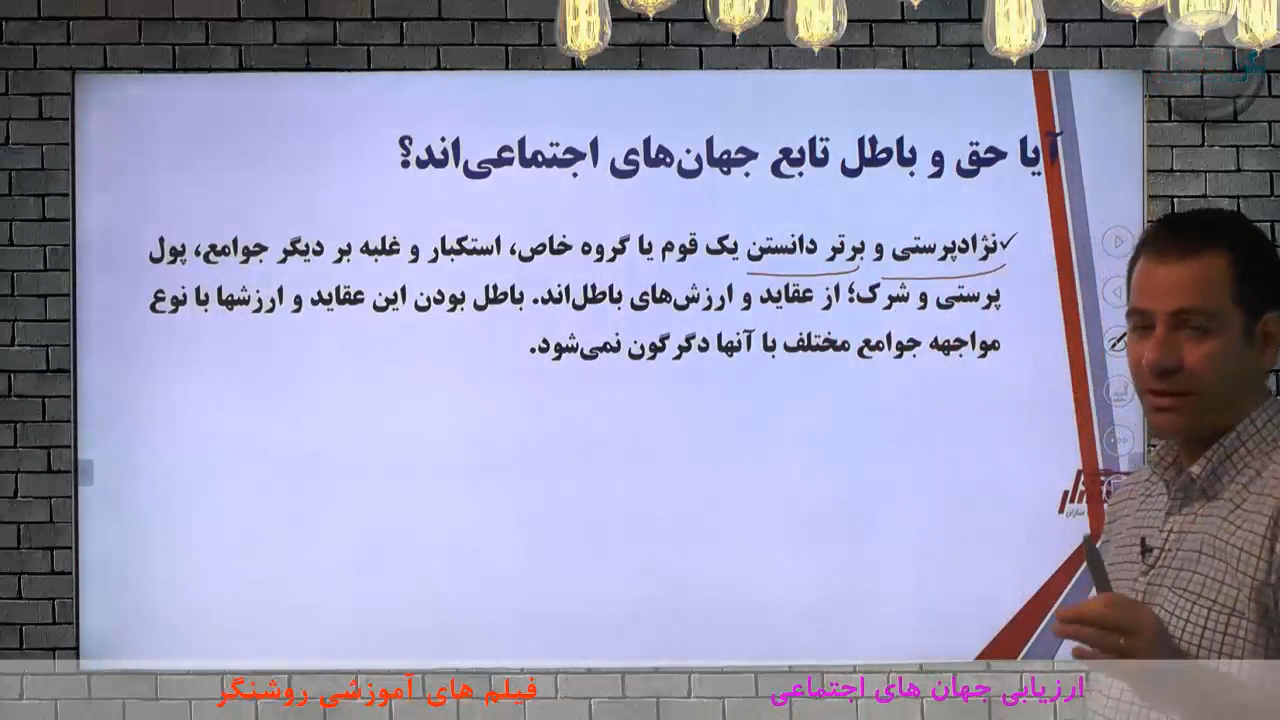 آیا حق و باطل تابع جهان‌های اجتماعی‌اند؟
✓نژادپرستی و برتر دانستن یک قوم یا گروه خاص، استکبار و غلبه بر دیگر جوامع، پول
پرستی و شرک؛ از عقاید و ارزش‌های باطل‌اند. باطل بودن این عقاید و ارزشها با نوع
مواجهه جوامع مختلف با آنها دگرگون نمی‌شود.
ارزیابی جهان های اجتماعی
فیلم های آموزشی روشنگر